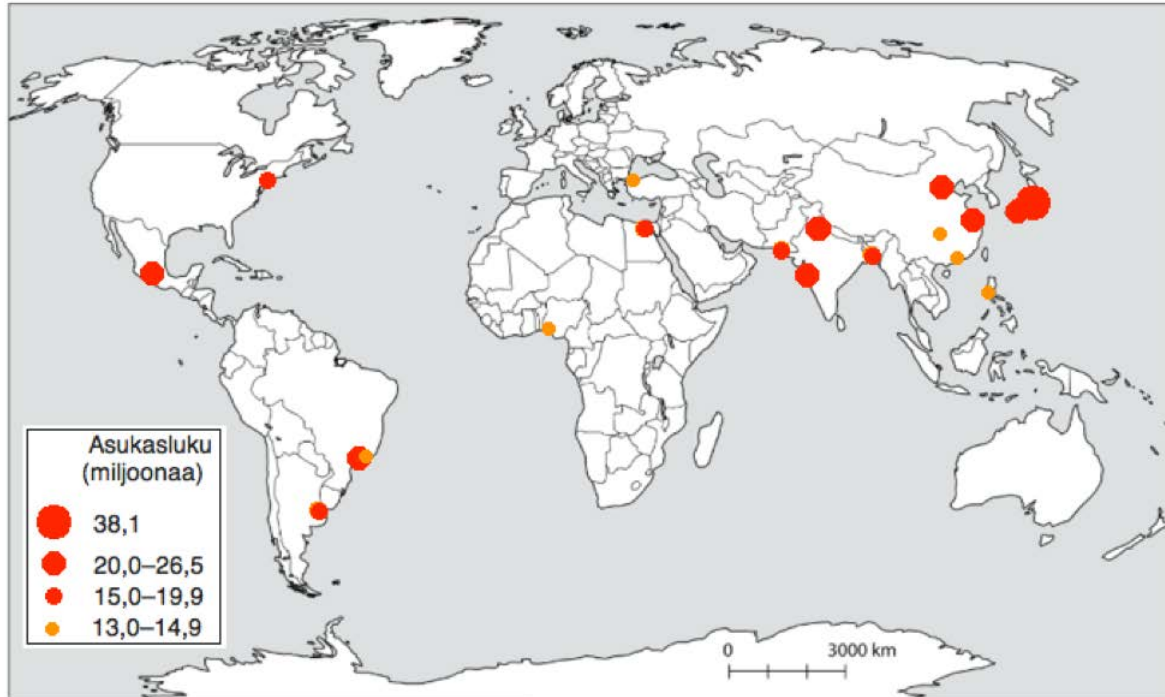 Asukasluku
(miljoonaa)
38,1
20,0–26,5
15,0–19,9
13,0–14,9
0 3000 km